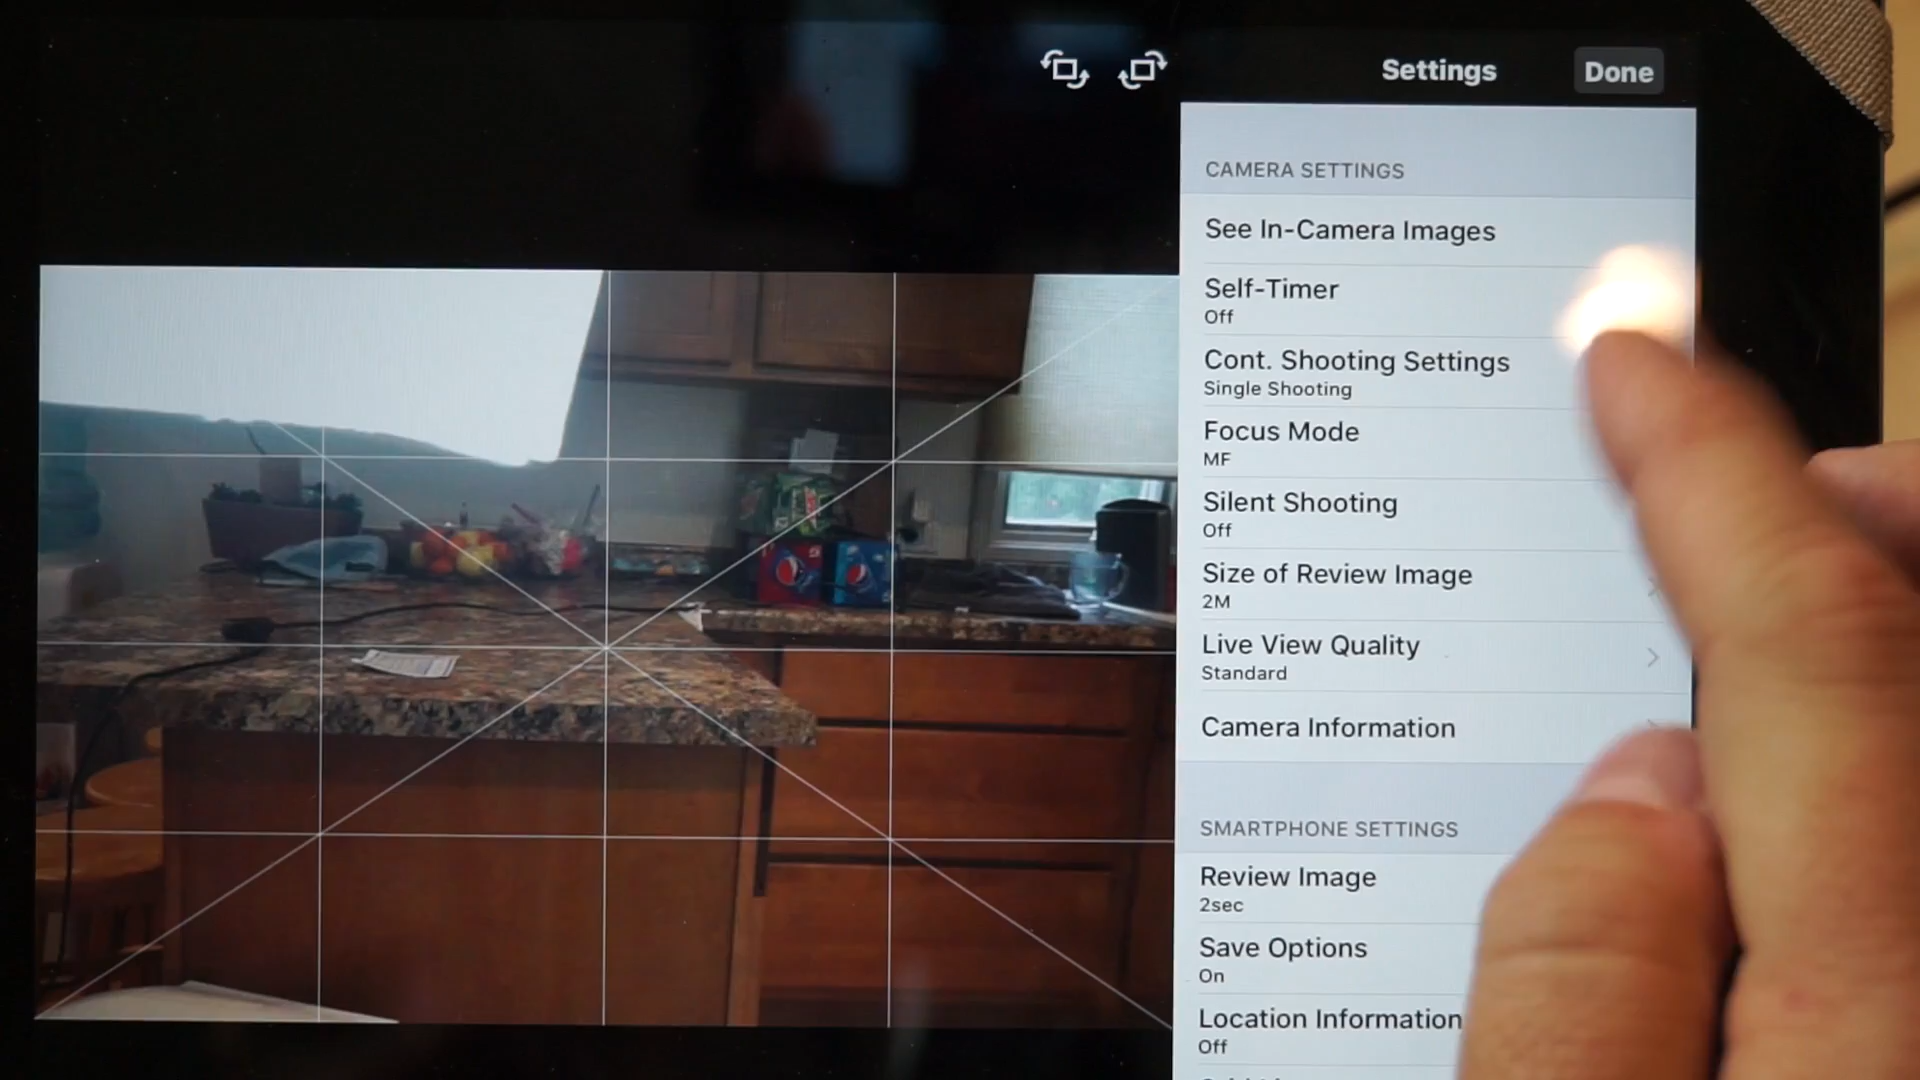 Settings
Done
CAMERA SETTINGS
See In-Camera Images
Self-Timer
Off
Cont. Shooting Settings
Single Shooting
Focus Mode
MF
Silent Shooting
Off
Size of Review Image
2M
Live View Quality
Standard
Camera Information
SMARTPHONE SETTINGS
Review Image
2sec
Save Options
On
Location Information
Off